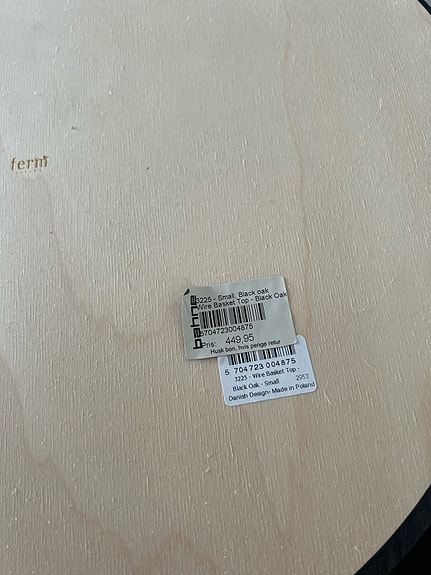 ferm
3225 - Small, Black oak
Wire Basket Top - Black Oak
5704723004875
bahne
Pris: 449,95
Husk bon, hvis penge retur
5 704723 004875
3225 - Wire Basket Top -
Black Oak - Small 2953
Danish Design- Made in Poland